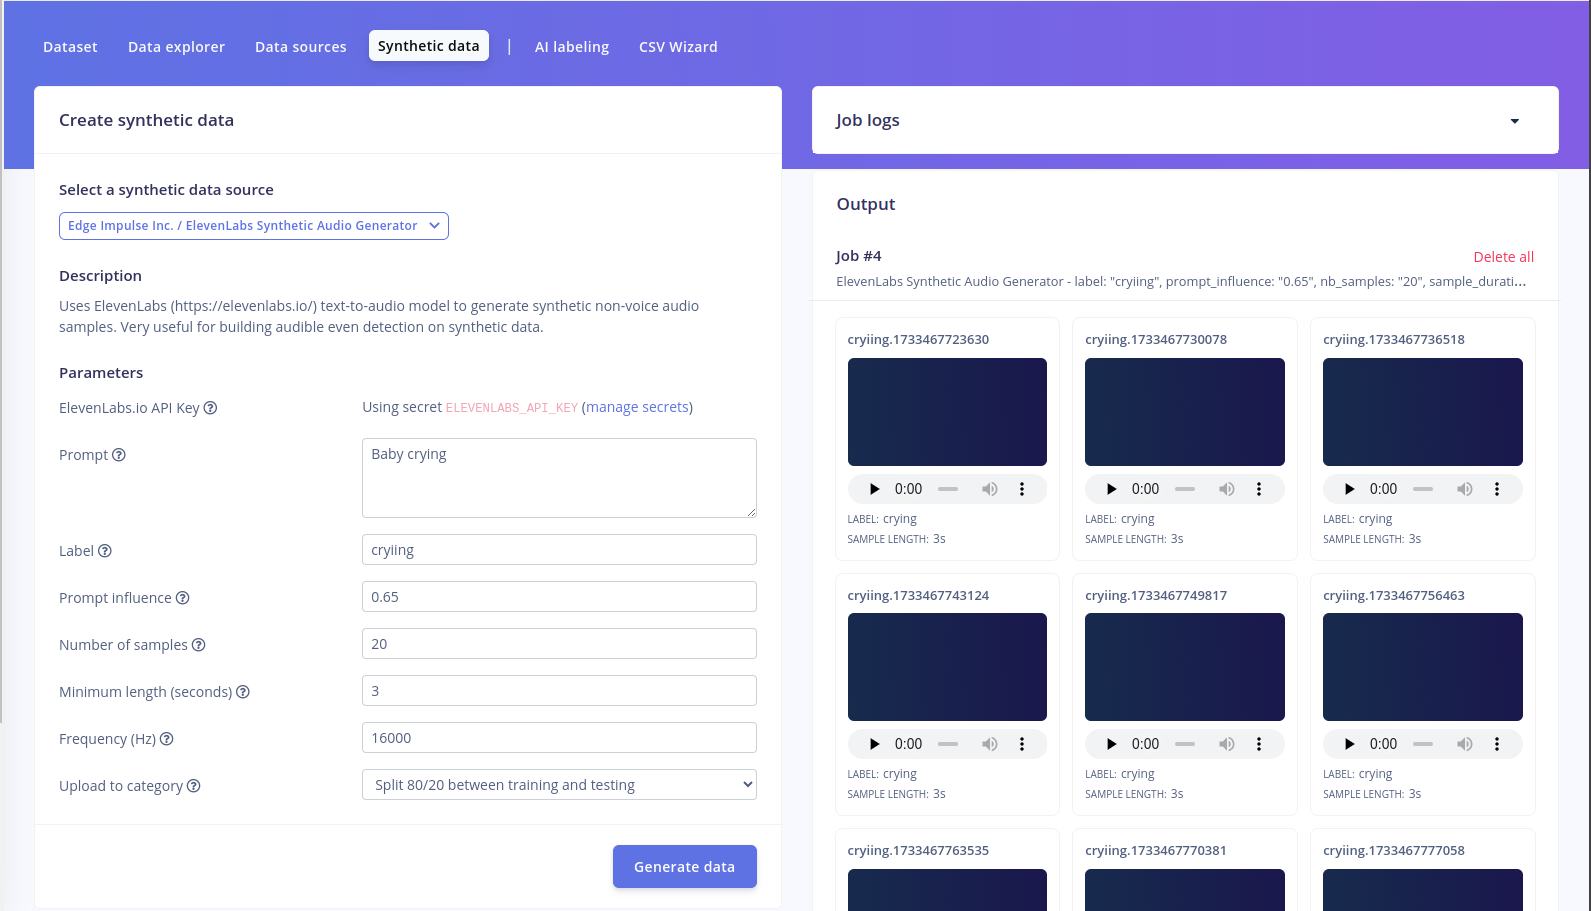 Dataset Data explorer Data sources Synthetic data | AI labeling CSV Wizard
Create synthetic data
Select a synthetic data source
Edge Impulse Inc. / ElevenLabs Synthetic Audio Generator
Description
Uses ElevenLabs (https://elevenlabs.io/) text-to-audio model to generate synthetic non-voice audio
samples. Very useful for building audible even detection on synthetic data.
Parameters
ElevenLabs.io API Key Using secret ELEVENLABS_API_KEY (manage secrets)
Prompt Baby crying
Label cryiing
Prompt influence 0.65
Number of samples 20
Minimum length (seconds) 3
Frequency (Hz) 16000
Upload to category Split 80/20 between training and testing
Generate data
Job logs
Output
Job #4 Delete all
ElevenLabs Synthetic Audio Generator - label: "cryiing", prompt_influence: "0.65", nb_samples: "20", sample_durati...
cryiing.1733467723630 cryiing.1733467730078 cryiing.1733467736518
0:00 0:00 0:00
LABEL: crying LABEL: crying LABEL: crying
SAMPLE LENGTH: 3s SAMPLE LENGTH: 3s SAMPLE LENGTH: 3s
cryiing.1733467743124 cryiing.1733467749817 cryiing.1733467756463
0:00 0:00 0:00
LABEL: crying LABEL: crying LABEL: crying
SAMPLE LENGTH: 3s SAMPLE LENGTH: 3s SAMPLE LENGTH: 3s
cryiing.1733467763535 cryiing.1733467770381 cryiing.1733467777058